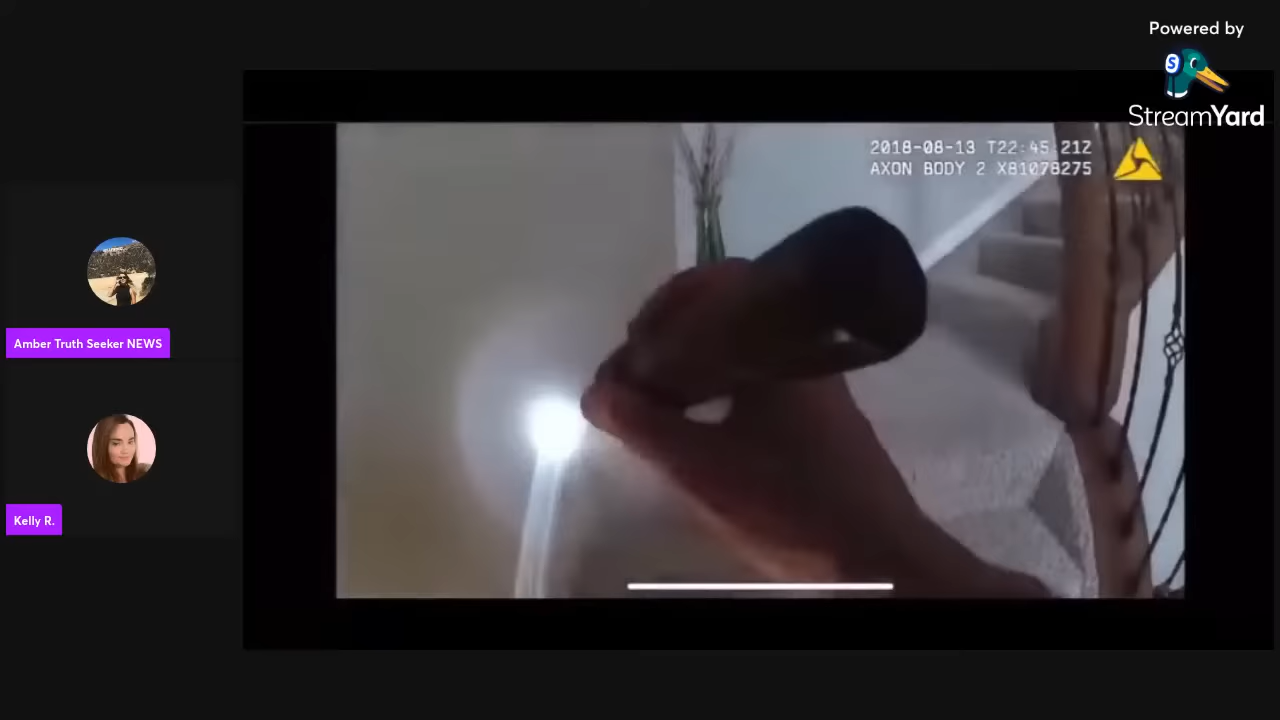 Powered by
S
StreamYard
2018-08-13 T22:45:21Z
AXON BODY 2 X81078275
Amber Truth Seeker NEWS
Kelly R.